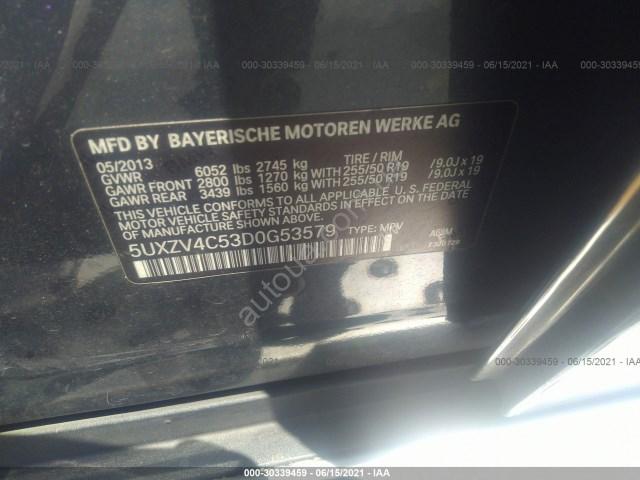 000-30339459 - 06/15/2021 - IAA
000-30339459 - 06/15/2021 - IAA
MFD BY BAYERISCHE MOTOREN WERKE AG
05/2013 TIRE / RIM
GVWR 6052 lbs 2745 kg
GAWR FRONT 2800 lbs 1270 kg WITH 255/50 R19 /9.0J x 19
GAWR REAR 3439 lbs 1560 kg WITH 255/50 R19 /9.0J x 19
THIS VEHICLE CONFORMS TO ALL APPLICABLE U. S. FEDERAL
MOTOR VEHICLE SAFETY STANDARDS IN EFFECT ON THE DATE
OF MANUFACTURE SHOWN ABOVE.
5UXZV4C53D0G53579 TYPE: MPV
000-30339459 - 06/15/2021 - IAA
000-30339459 - 06/15/2021 - IAA